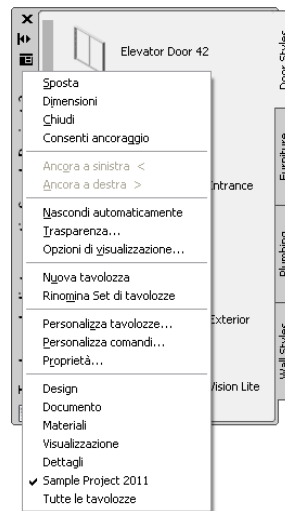 Elevator Door 42
Door Styles
Sposta
Dimensioni
Chiudi
Consenti ancoraggio
Ancora a sinistra <
Ancora a destra >
Entrance
Furniture
Nascondi automaticamente
Trasparenza...
Opzioni di visualizzazione...
Plumbing
Nuova tavolozza
Rinomina Set di tavolozze
Personalizza tavolozze...
Exterior
Personalizza comandi...
Proprietà...
Wall Styles
Design
Vision Lite
Documento
Materiali
Visualizzazione
Dettagli
✓ Sample Project 2011
Tutte le tavolozze